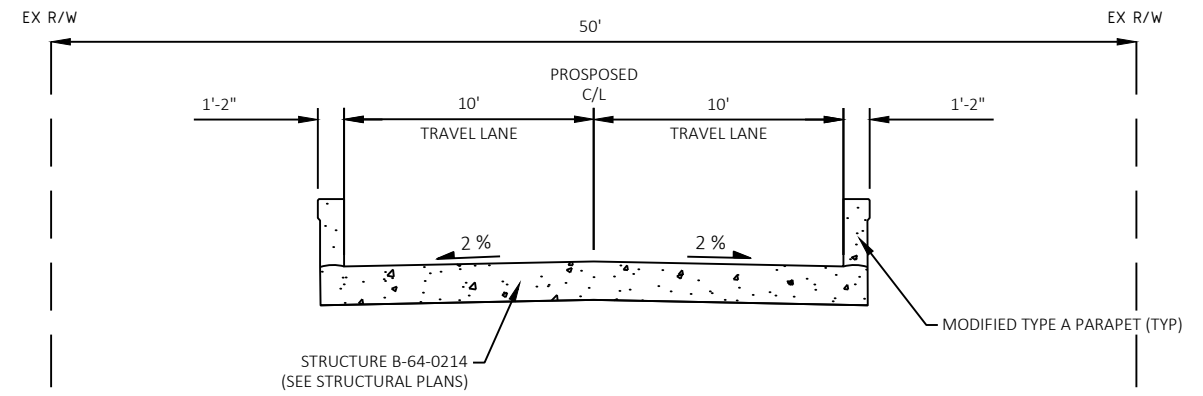 EX R/W
EX R/W
50'
PROSPOSED
C/L
1'-2"
10'
10'
1'-2"
TRAVEL LANE
TRAVEL LANE
2 %
2 %
MODIFIED TYPE A PARAPET (TYP)
STRUCTURE B-64-0214
(SEE STRUCTURAL PLANS)